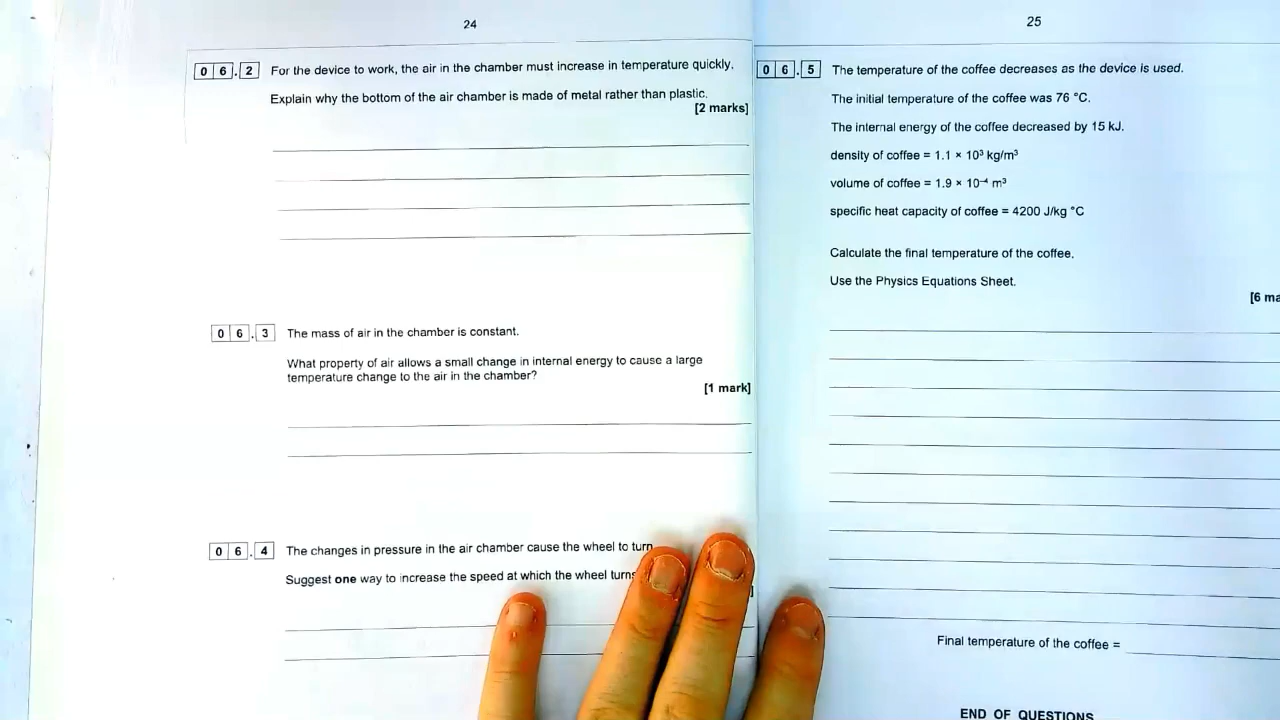 24
0 6 . 2 For the device to work, the air in the chamber must increase in temperature quickly.
Explain why the bottom of the air chamber is made of metal rather than plastic.
[2 marks]
0 6 . 3 The mass of air in the chamber is constant.
What property of air allows a small change in internal energy to cause a large
temperature change to the air in the chamber?
[1 mark]
0 6 . 4 The changes in pressure in the air chamber cause the wheel to turn
Suggest one way to increase the speed at which the wheel turns
]
25
0 6 . 5 The temperature of the coffee decreases as the device is used.
The initial temperature of the coffee was 76 °C.
The internal energy of the coffee decreased by 15 kJ.
density of coffee = 1.1 × 10³ kg/m³
volume of coffee = 1.9 × 10⁻⁴ m³
specific heat capacity of coffee = 4200 J/kg °C
Calculate the final temperature of the coffee.
Use the Physics Equations Sheet.
[6 ma
Final temperature of the coffee =
END OF QUESTIONS